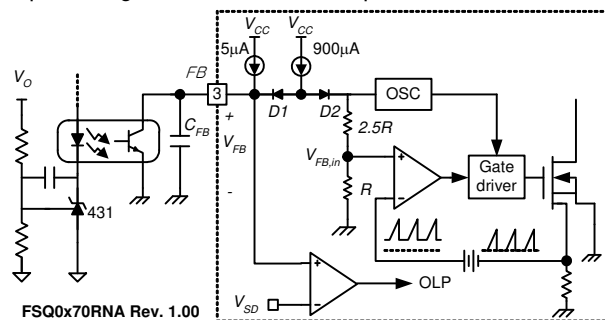 V_CC V_CC
5µA 900µA
V_O
FB
3
OSC
D1 D2
+
C_FB
2.5R
V_FB
V_FB,in
+
Gate
driver
R
-
-
431
+
OLP
V_SD
-
FSQ0x70RNA Rev. 1.00